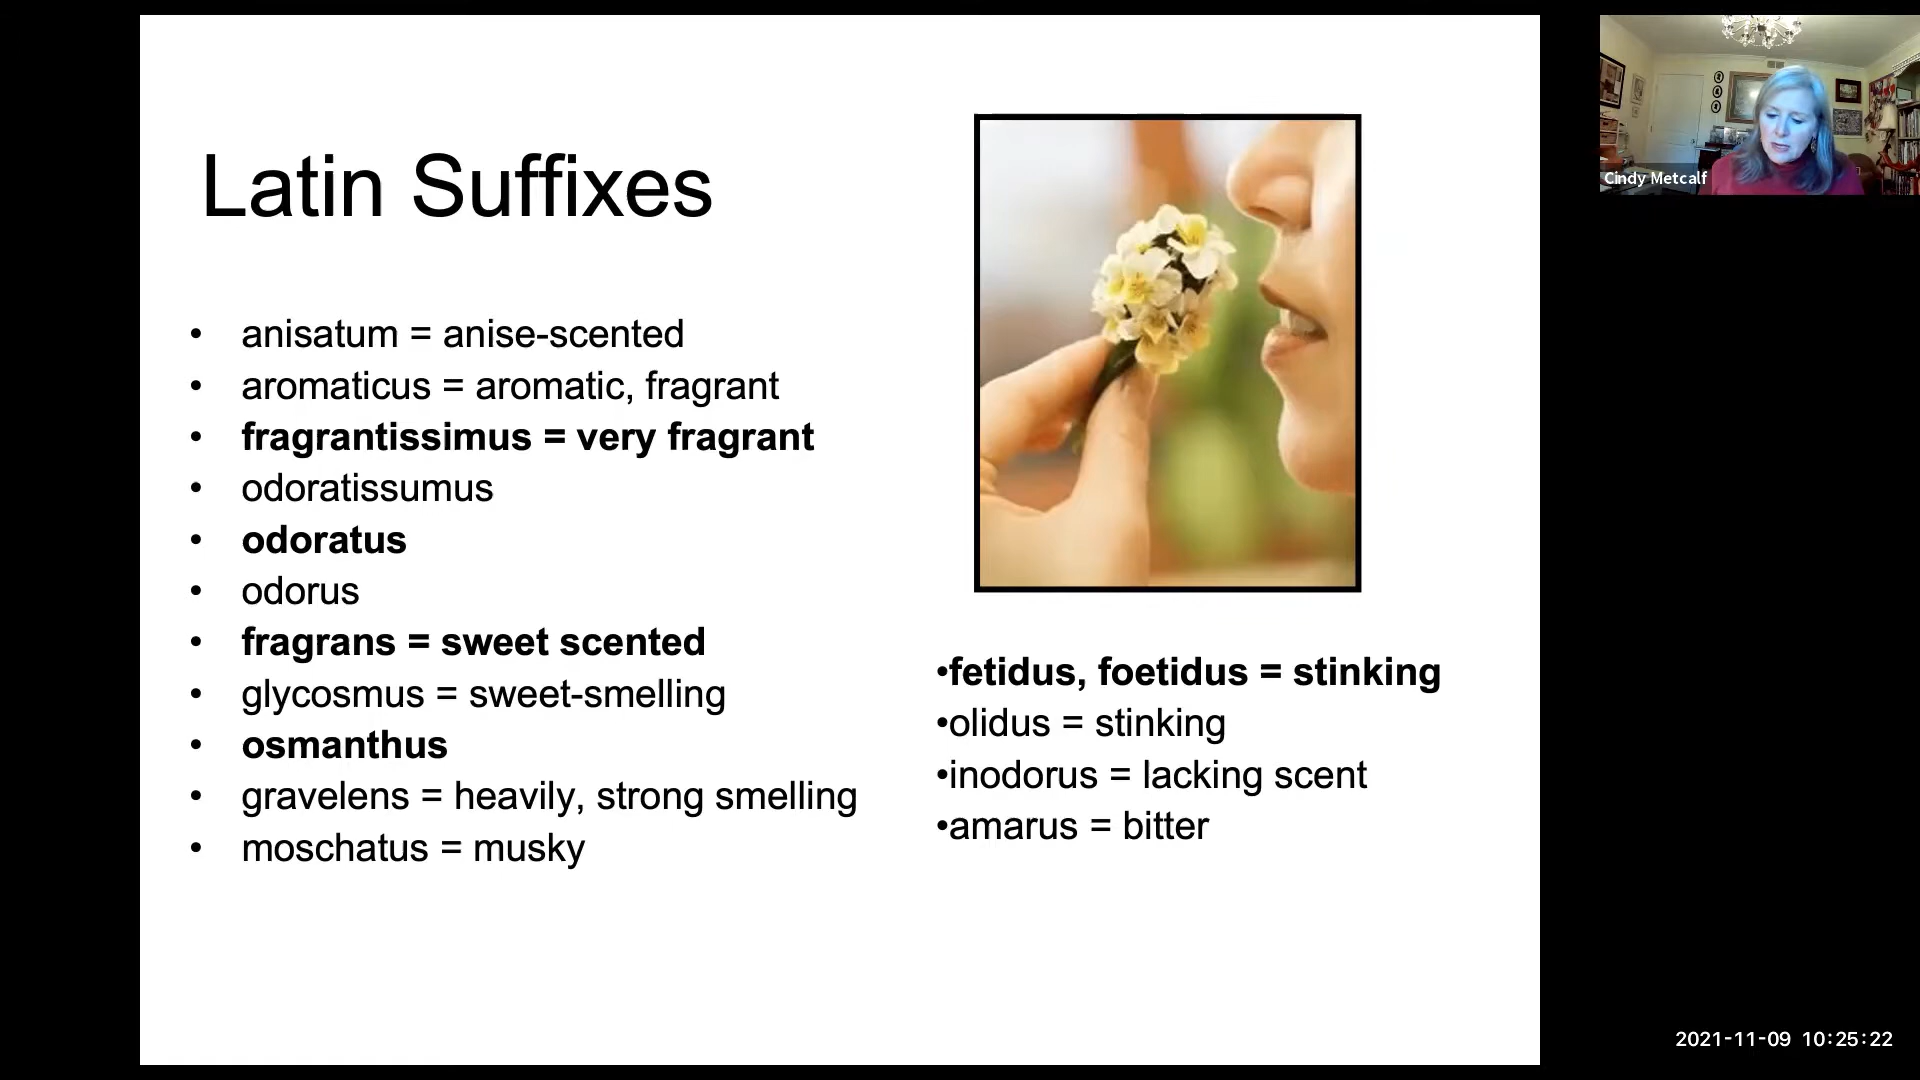 Latin Suffixes
• anisatum = anise-scented
• aromaticus = aromatic, fragrant
• fragrantissimus = very fragrant
• odoratissumus
• odoratus
• odorus
• fragrans = sweet scented
• glycosmus = sweet-smelling
• osmanthus
• gravelens = heavily, strong smelling
• moschatus = musky
•fetidus, foetidus = stinking
•olidus = stinking
•inodorus = lacking scent
•amarus = bitter
Cindy Metcalf
2021-11-09 10:25:22